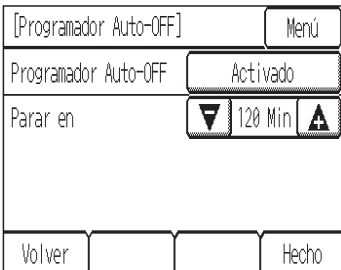 [Programador Auto-OFF] Menú
Programador Auto-OFF Activado
Parar en 120 Min
Volver Hecho